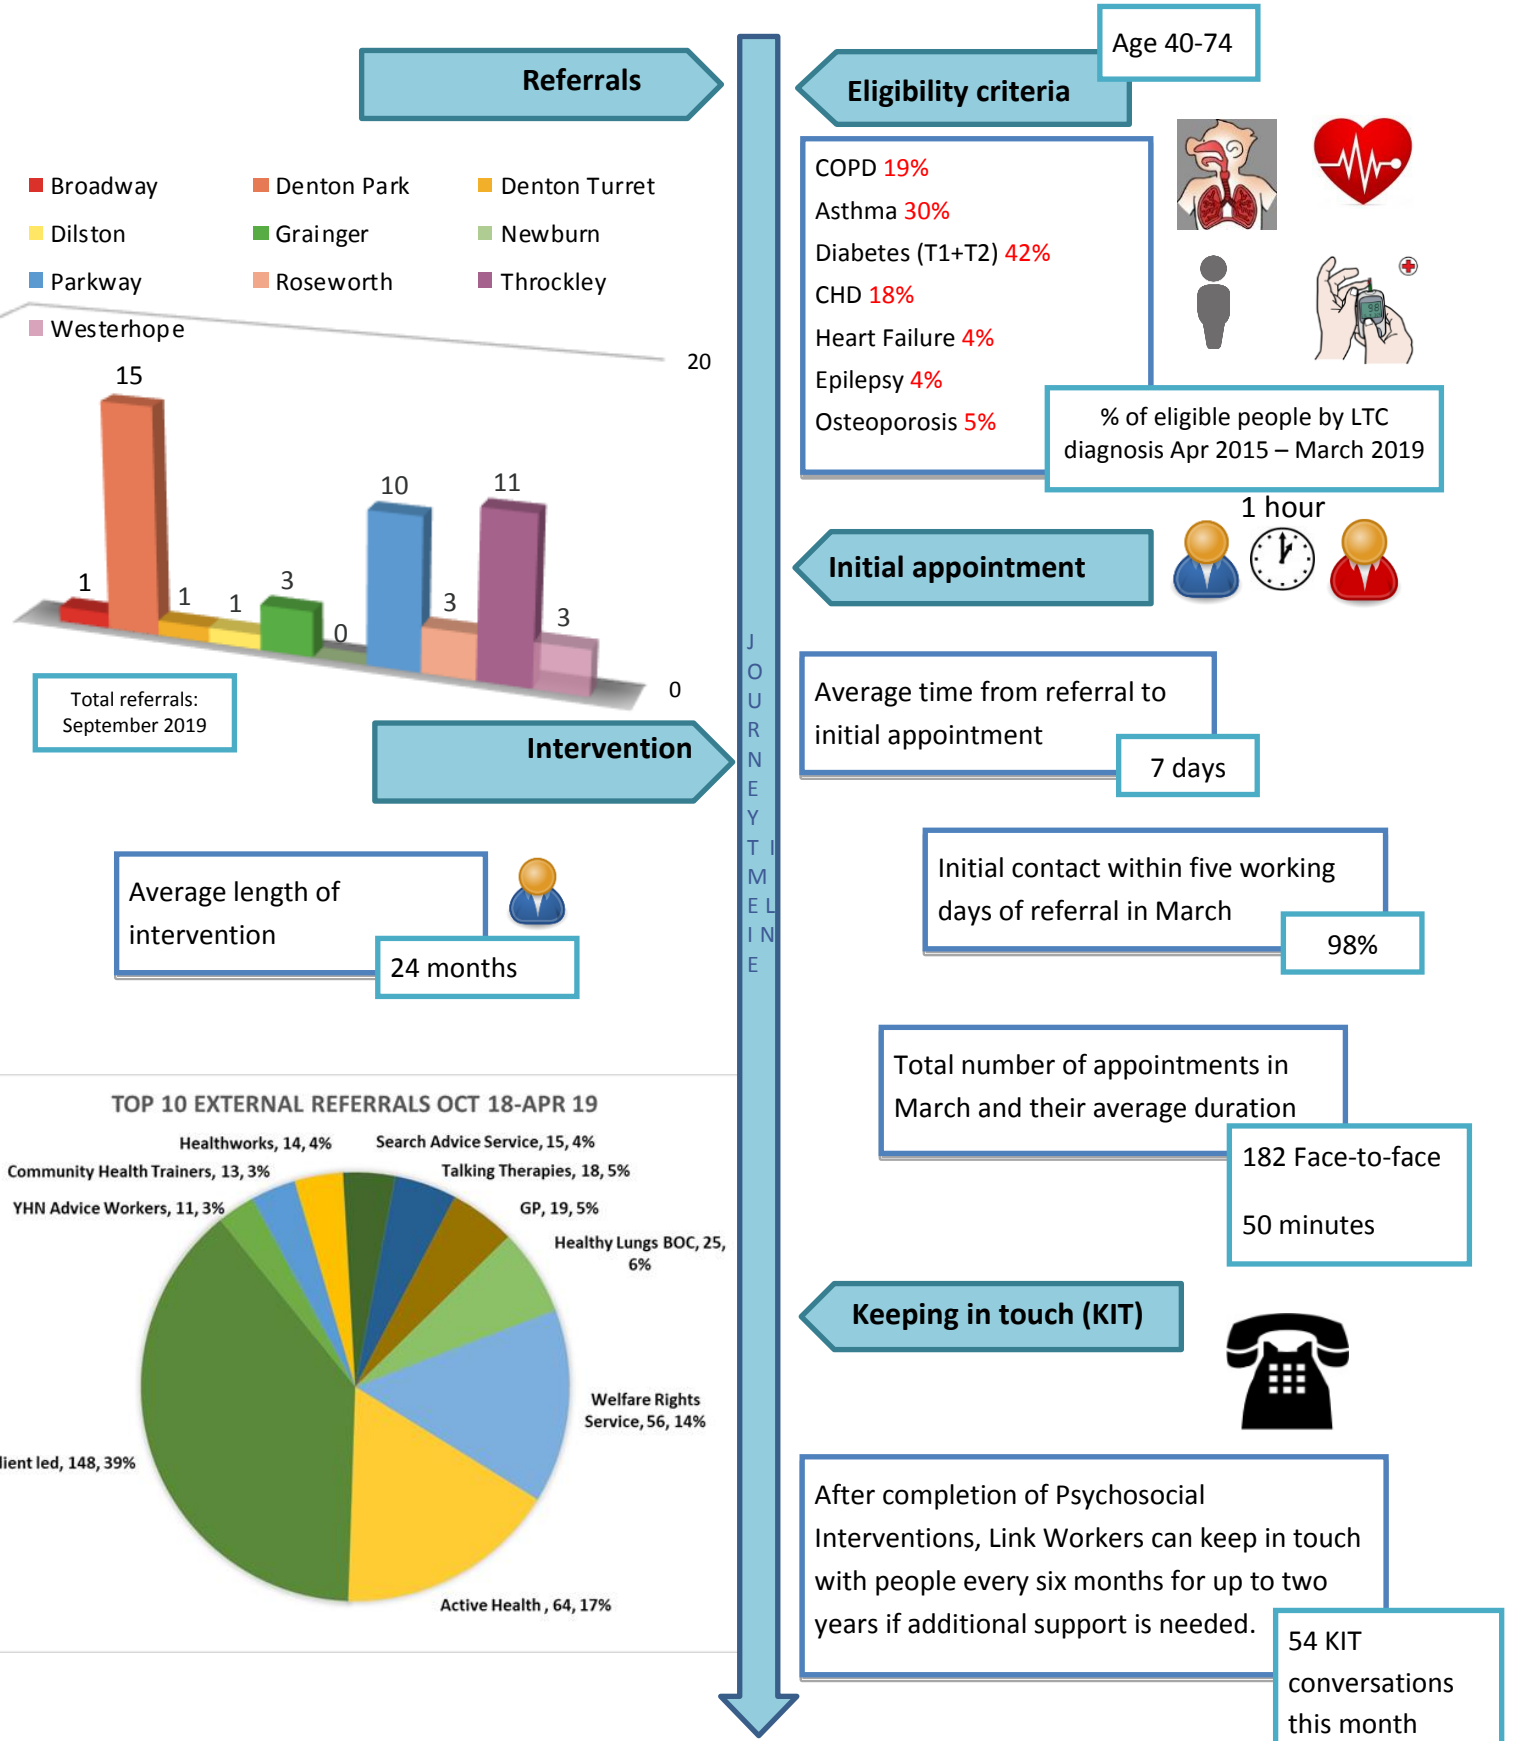 Referrals
Broadway
Denton Park
Denton Turret
Dilston
Grainger
Newburn
Parkway
Roseworth
Throckley
Westerhope
20
15
1
1
1
3
0
10
3
11
3
0
Total referrals:
September 2019
Intervention
Average length of
intervention
24 months
TOP 10 EXTERNAL REFERRALS OCT 18-APR 19
Healthworks, 14, 4%
Search Advice Service, 15, 4%
Community Health Trainers, 13, 3%
Talking Therapies, 18, 5%
YHN Advice Workers, 11, 3%
GP, 19, 5%
Healthy Lungs BOC, 25,
6%
Welfare Rights
Service, 56, 14%
lient led, 148, 39%
Active Health , 64, 17%
J
O
U
R
N
E
Y
T I
M
E L
I N
E
Age 40-74
Eligibility criteria
COPD 19%
Asthma 30%
Diabetes (T1+T2) 42%
CHD 18%
Heart Failure 4%
Epilepsy 4%
Osteoporosis 5%
% of eligible people by LTC
diagnosis Apr 2015 – March 2019
1 hour
Initial appointment
Average time from referral to
initial appointment
7 days
Initial contact within five working
days of referral in March
98%
Total number of appointments in
March and their average duration
182 Face-to-face
50 minutes
Keeping in touch (KIT)
After completion of Psychosocial
Interventions, Link Workers can keep in touch
with people every six months for up to two
years if additional support is needed.
54 KIT
conversations
this month